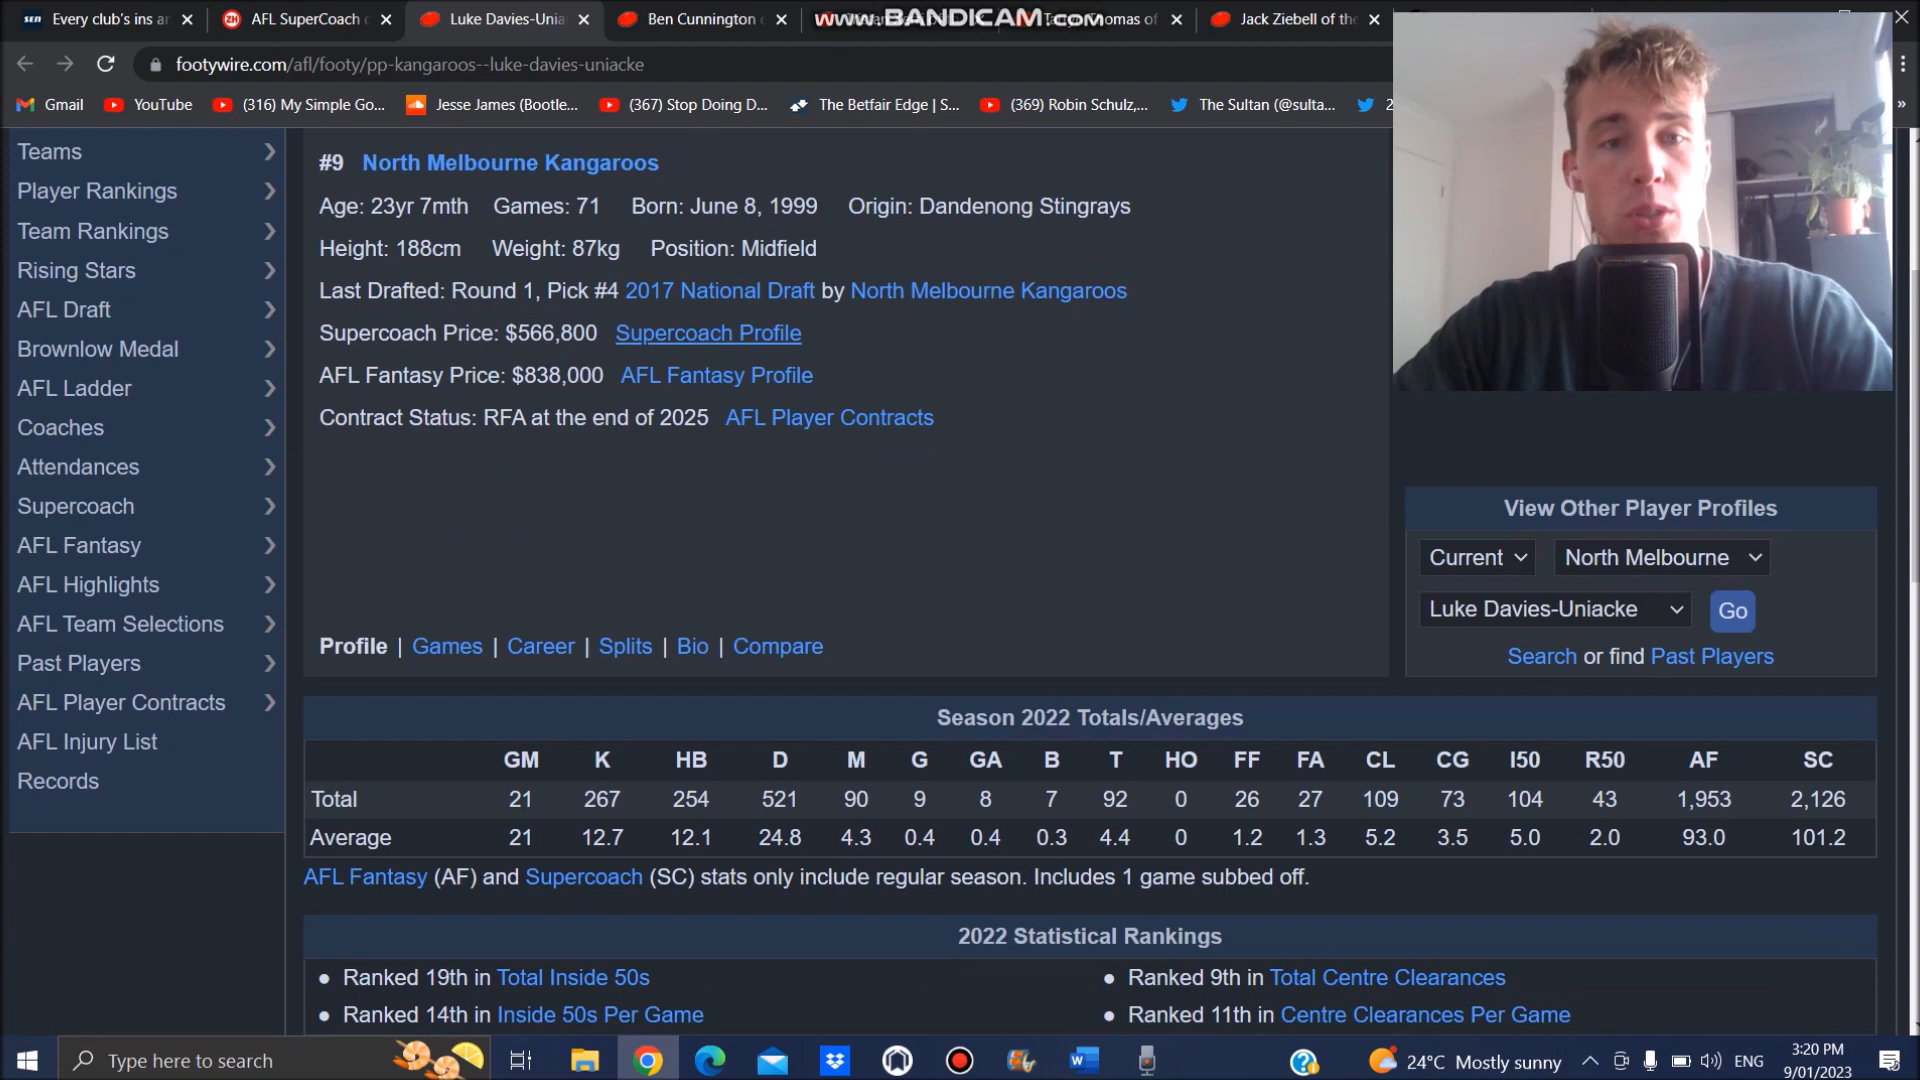 SEN Every club's ins an
ZH AFL SuperCoach
Luke Davies-Unia
Ben Cunnington
Thomas of
Jack Ziebell of the
www.BANDICAM.com
footywire.com/afl/footy/pp-kangaroos--luke-davies-uniacke
Gmail
YouTube
(316) My Simple Go...
Jesse James (Bootle...
(367) Stop Doing D...
The Betfair Edge | S...
(369) Robin Schulz,...
The Sultan (@sulta...
2
»
Teams
Player Rankings
Team Rankings
Rising Stars
AFL Draft
Brownlow Medal
AFL Ladder
Coaches
Attendances
Supercoach
AFL Fantasy
AFL Highlights
AFL Team Selections
Past Players
AFL Player Contracts
AFL Injury List
Records
#9 North Melbourne Kangaroos
Age: 23yr 7mth Games: 71 Born: June 8, 1999 Origin: Dandenong Stingrays
Height: 188cm Weight: 87kg Position: Midfield
Last Drafted: Round 1, Pick #4 2017 National Draft by North Melbourne Kangaroos
Supercoach Price: $566,800 Supercoach Profile
AFL Fantasy Price: $838,000 AFL Fantasy Profile
Contract Status: RFA at the end of 2025 AFL Player Contracts
Profile | Games | Career | Splits | Bio | Compare
View Other Player Profiles
Current North Melbourne
Luke Davies-Uniacke Go
Search or find Past Players
Season 2022 Totals/Averages
GM K HB D M G GA B T HO FF FA CL CG I50 R50 AF SC
Total 21 267 254 521 90 9 8 7 92 0 26 27 109 73 104 43 1,953 2,126
Average 21 12.7 12.1 24.8 4.3 0.4 0.4 0.3 4.4 0 1.2 1.3 5.2 3.5 5.0 2.0 93.0 101.2
AFL Fantasy (AF) and Supercoach (SC) stats only include regular season. Includes 1 game subbed off.
2022 Statistical Rankings
Ranked 19th in Total Inside 50s
Ranked 9th in Total Centre Clearances
Ranked 14th in Inside 50s Per Game
Ranked 11th in Centre Clearances Per Game
Type here to search
24°C Mostly sunny
ENG
3:20 PM
9/01/2023